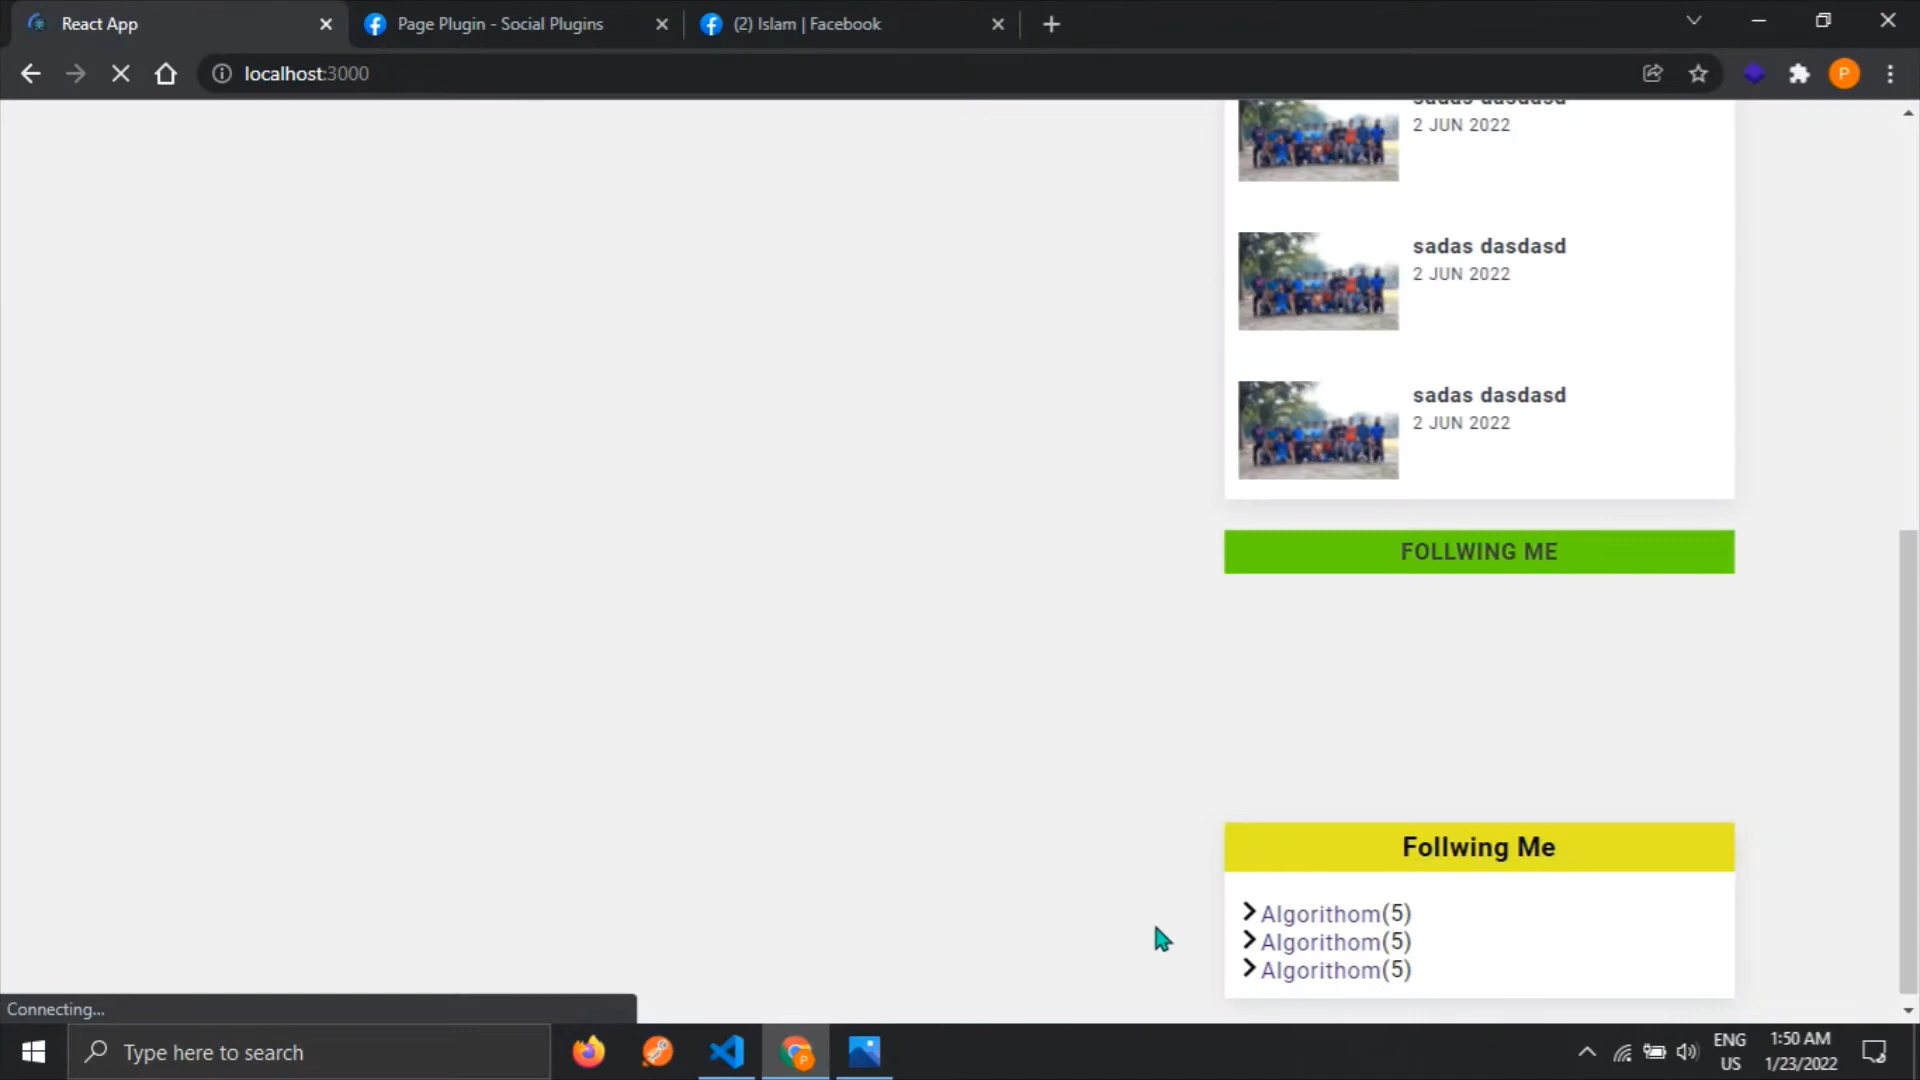 React App
Page Plugin - Social Plugins
(2) Islam | Facebook
localhost:3000
P
sadas dasdasd
2 JUN 2022
sadas dasdasd
2 JUN 2022
sadas dasdasd
2 JUN 2022
FOLLWING ME
Follwing Me
Algorithom(5)
Algorithom(5)
Algorithom(5)
Connecting...
Type here to search
P
ENG
US
1:50 AM
1/23/2022